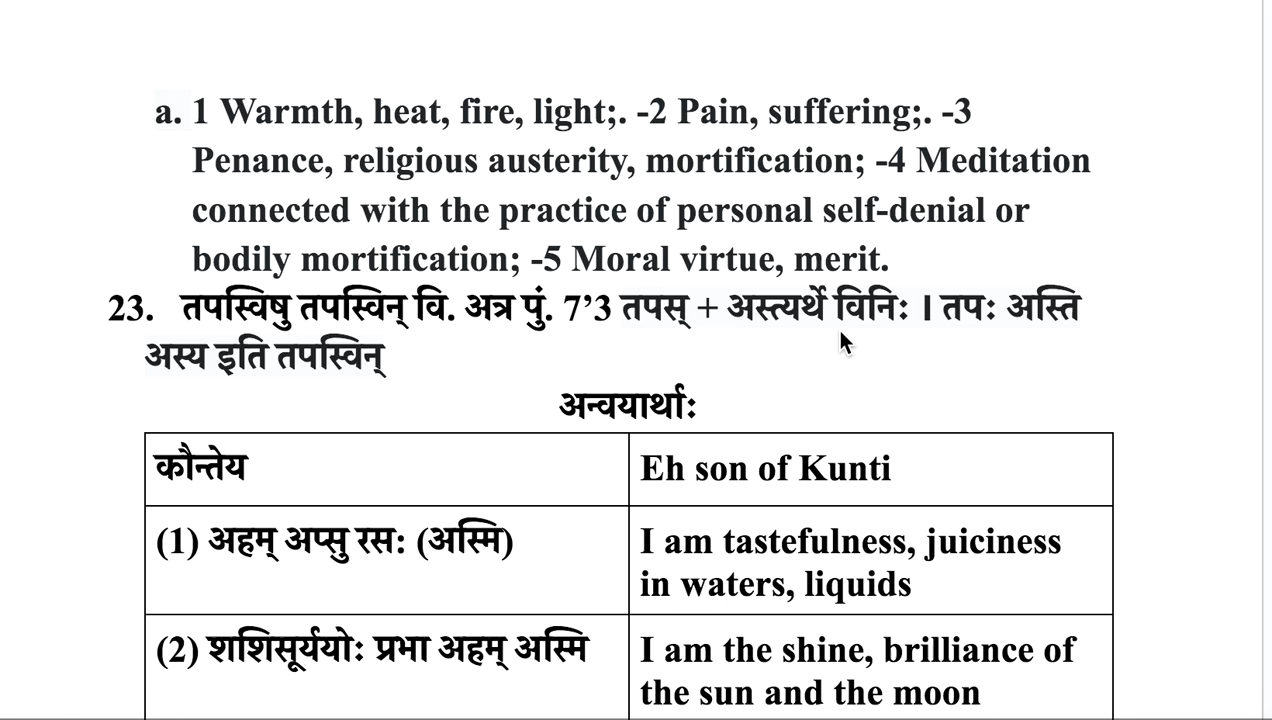 a. 1 Warmth, heat, fire, light;. -2 Pain, suffering;. -3
Penance, religious austerity, mortification; -4 Meditation
connected with the practice of personal self-denial or
bodily mortification; -5 Moral virtue, merit.
23. तपस्विषु तपस्विन् वि. अत्र पुं. 7’3 तपस् + अस्त्यर्थे विनिः । तपः अस्ति
अस्य इति तपस्विन्
अन्वयार्थाः
कौन्तेय
Eh son of Kunti
(1) अहम् अप्सु रसः (अस्मि)
I am tastefulness, juiciness
in waters, liquids
(2) शशिसूर्ययोः प्रभा अहम् अस्मि
I am the shine, brilliance of
the sun and the moon